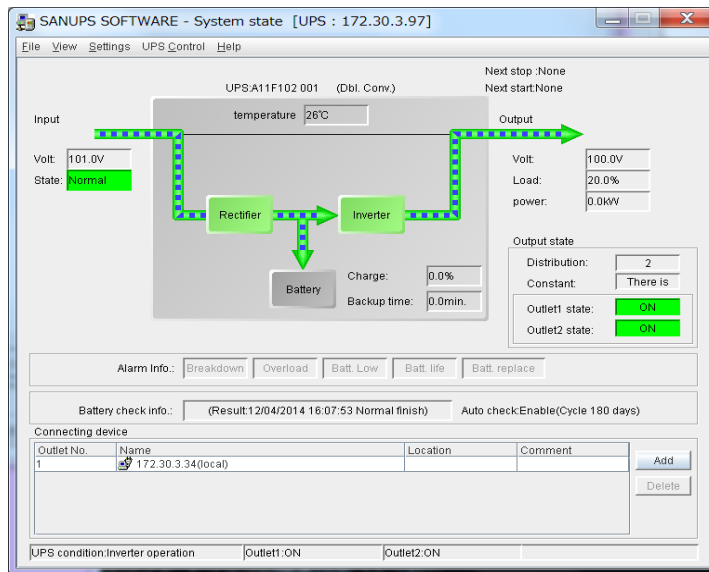 SANUPS SOFTWARE - System state [UPS : 172.30.3.97]
File View Settings UPS Control Help
Next stop :None
UPS:A11F102 001 (Dbl. Conv.) Next start:None
Input temperature 26℃ Output
Volt: 101.0V Volt: 100.0V
State: Normal Load: 20.0%
power: 0.0kW
Rectifier Inverter
Output state
Distribution: 2
Battery Charge: 0.0% Constant: There is
Backup time: 0.0min. Outlet1 state: ON
Outlet2 state: ON
Alarm Info.: Breakdown Overload Batt. Low Batt. life Batt. replace
Battery check info.: (Result:12/04/2014 16:07:53 Normal finish) Auto check:Enable(Cycle 180 days)
Connecting device
Outlet No. Name Location Comment
1 172.30.3.34(local)
Add
Delete
UPS condition:Inverter operation Outlet1:ON Outlet2:ON